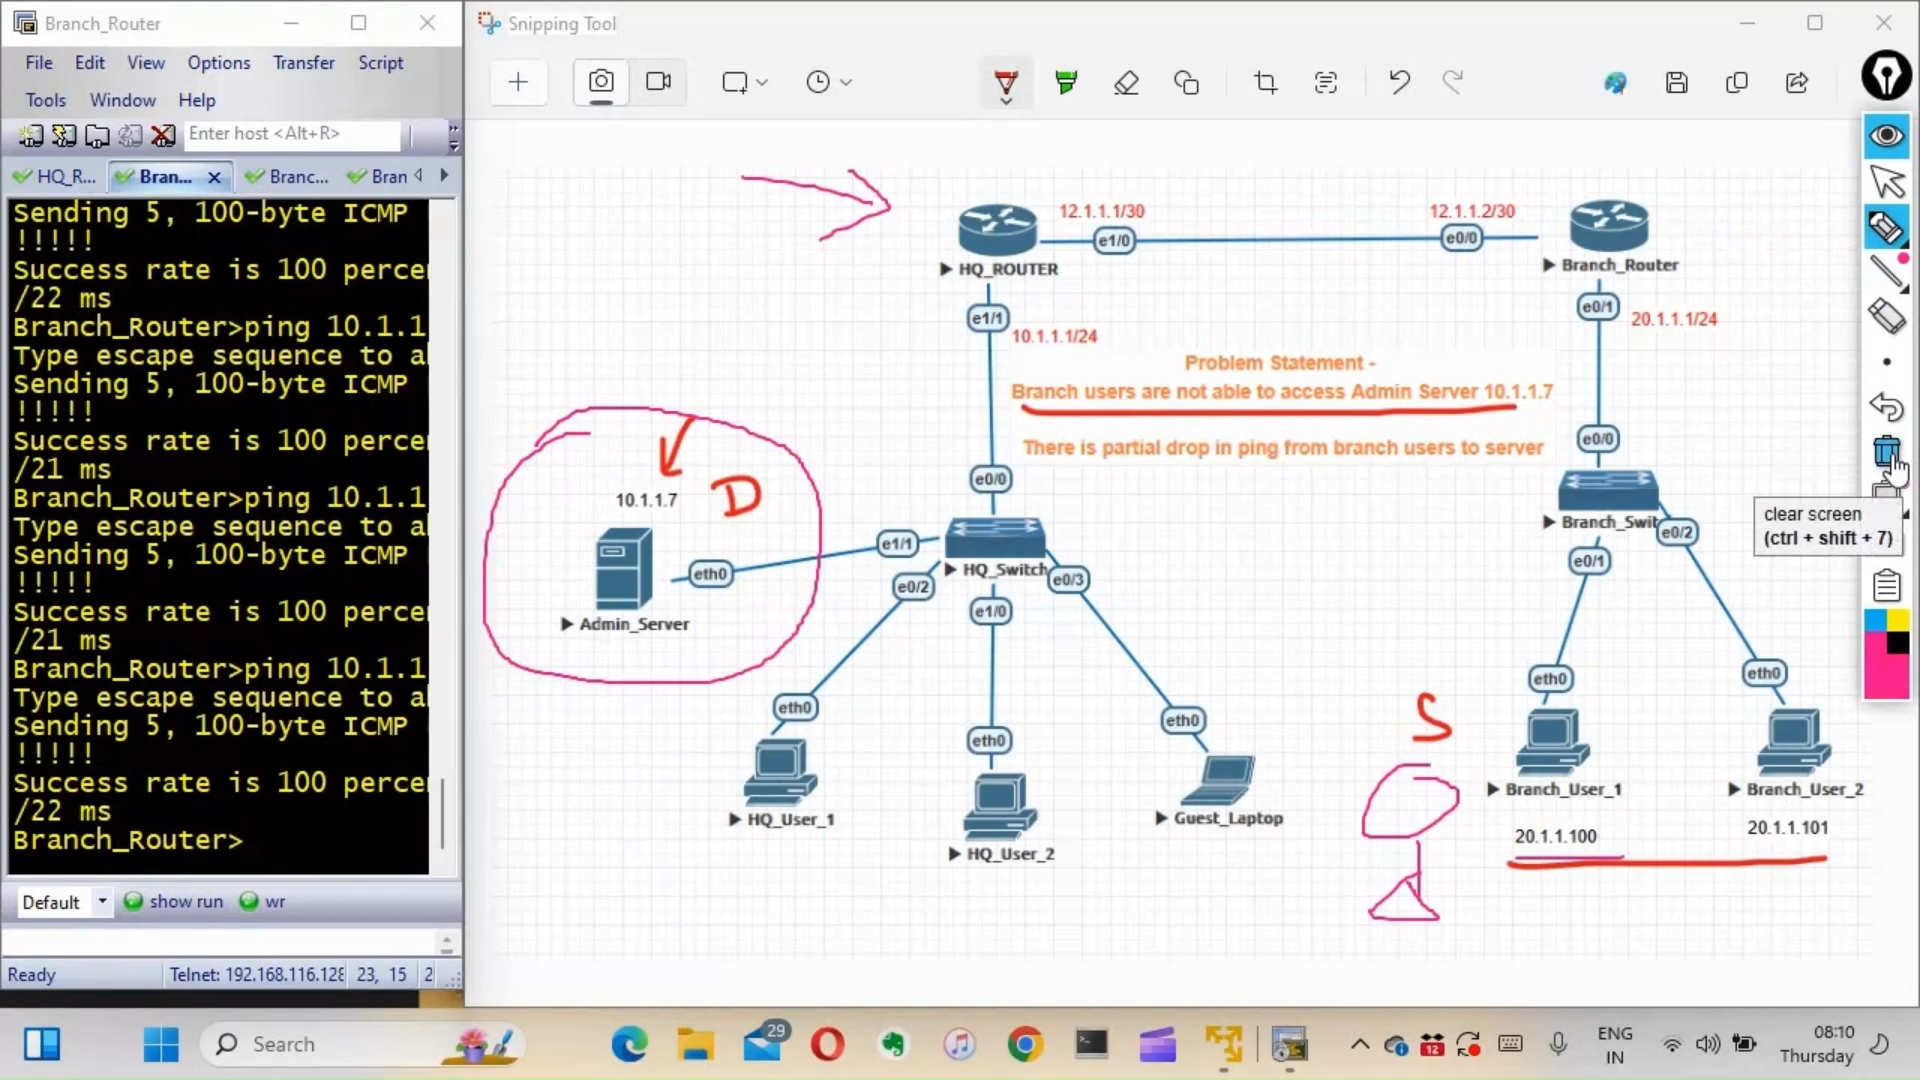 Branch_Router
File Edit View Options Transfer Script
Tools Window Help
Enter host <Alt+R>
HQ_R... Bran... Branc... Bran
Sending 5, 100-byte ICMP
!!!!!
Success rate is 100 percen
/22 ms
Branch_Router>ping 10.1.1
Type escape sequence to a
Sending 5, 100-byte ICMP
!!!!!
Success rate is 100 perce
/21 ms
Branch_Router>ping 10.1.1
Type escape sequence to a
Sending 5, 100-byte ICMP
!!!!!
Success rate is 100 perce
/21 ms
Branch_Router>ping 10.1.1
Type escape sequence to a
Sending 5, 100-byte ICMP
!!!!!
Success rate is 100 perce
/22 ms
Branch_Router>
Default show run wr
Ready Telnet: 192.168.116.128 23, 15 2
Snipping Tool
12.1.1.1/30
12.1.1.2/30
e1/0
e0/0
HQ_ROUTER
Branch_Router
e1/1
e0/1
10.1.1.1/24
20.1.1.1/24
Problem Statement -
Branch users are not able to access Admin Server 10.1.1.7
There is partial drop in ping from branch users to server
e0/0
e0/0
10.1.1.7
D
Admin_Server
eth0
e1/1
HQ_Switch
e0/2
e1/0
e0/3
Branch_Swit
e0/2
e0/1
clear screen
(ctrl + shift + 7)
eth0
eth0
eth0
eth0
eth0
S
HQ_User_1
HQ_User_2
Guest_Laptop
Branch_User_1
Branch_User_2
20.1.1.100
20.1.1.101
Search
29
12
ENG
IN
08:10
Thursday